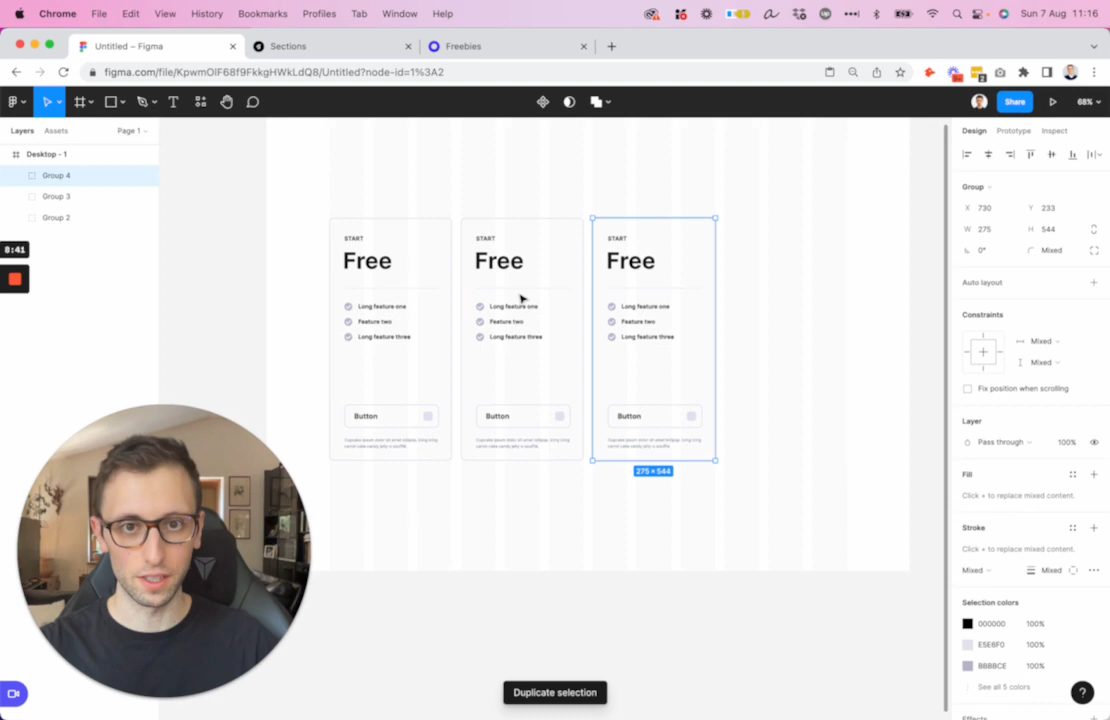 Chrome File Edit View History Bookmarks Profiles Tab Window Help Sun 7 Aug 11:16
Untitled – Figma Sections Freebies
figma.com/file/KpwmOlF68f9FkkgHWkLdQ8/Untitled?node-id=1%3A2
Share 68%
Layers Assets Page 1
Desktop - 1
Group 4
Group 3
Group 2
8:41
START START START
Free Free Free
Long feature one Long feature one Long feature one
Feature two Feature two Feature two
Long feature three Long feature three Long feature three
Button Button Button
275 × 544
Duplicate selection
Design Prototype Inspect
Group
X 730 Y 233
W 275 H 544
0° Mixed
Auto layout
Constraints
Mixed
Mixed
Fix position when scrolling
Layer
Pass through 100%
Fill
Click + to replace mixed content.
Stroke
Click + to replace mixed content.
Mixed Mixed
Selection colors
000000 100%
E5E6F0 100%
BBBBCE 100%
See all 5 colors
Effects
?